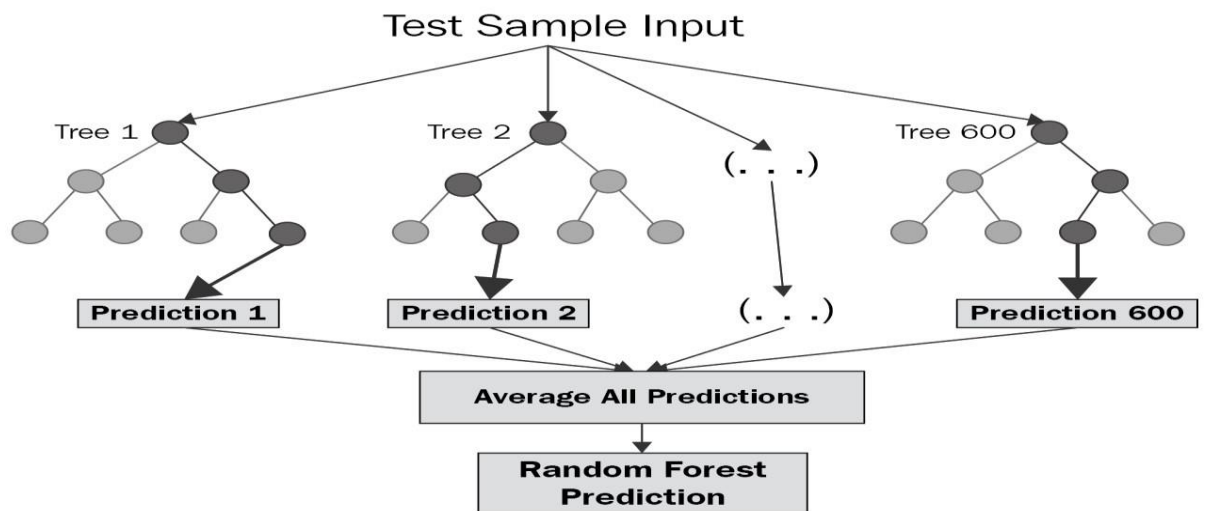 Test Sample Input
Tree 1
Tree 2
Tree 600
(. . .)
Prediction 1
Prediction 2
(. . .)
Prediction 600
Average All Predictions
Random Forest
Prediction